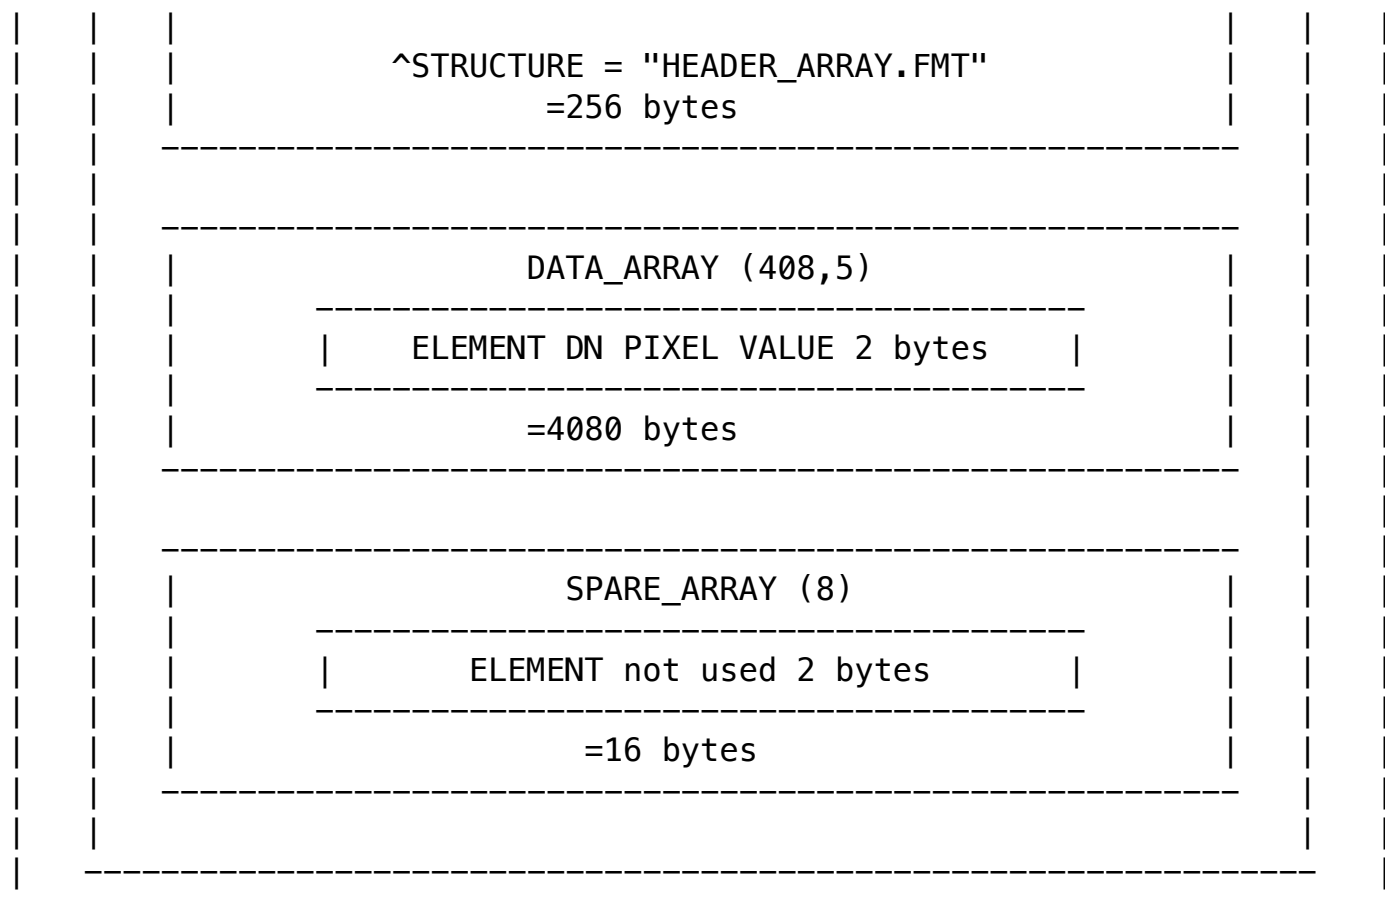 ^STRUCTURE = "HEADER_ARRAY.FMT"
=256 bytes
DATA_ARRAY (408,5)
ELEMENT DN PIXEL VALUE 2 bytes
=4080 bytes
SPARE_ARRAY (8)
ELEMENT not used 2 bytes
=16 bytes